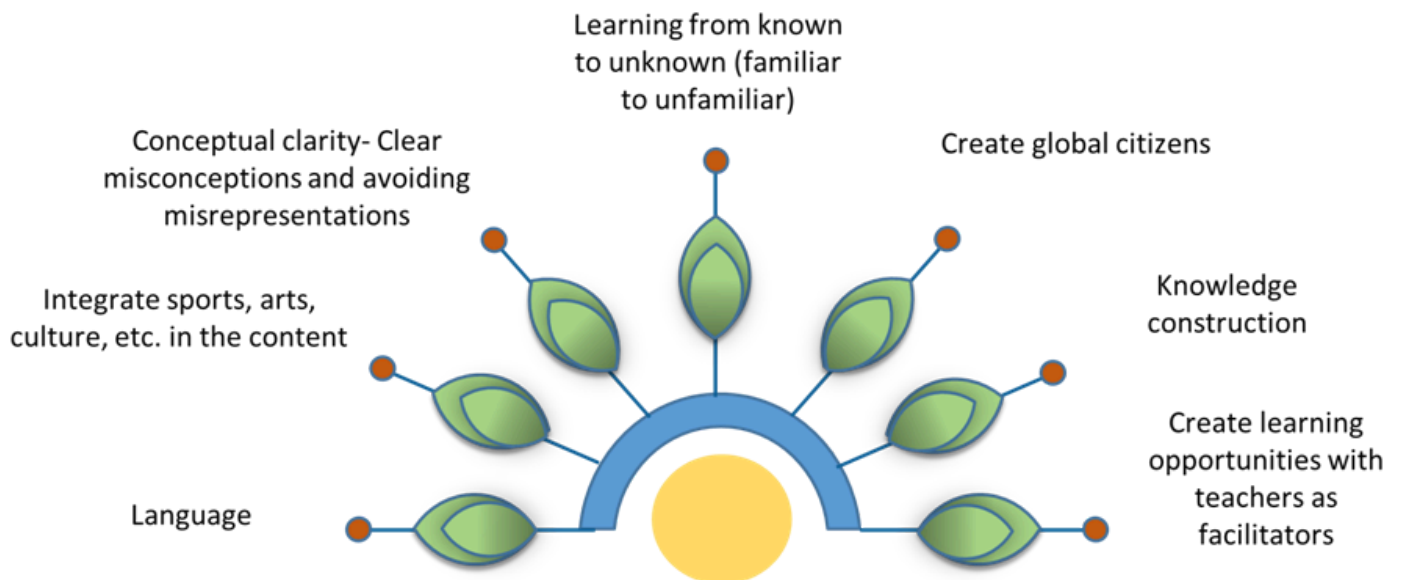 Learning from known
to unknown (familiar
to unfamiliar)
Conceptual clarity- Clear
misconceptions and avoiding
misrepresentations
Create global citizens
Integrate sports, arts,
culture, etc. in the content
Knowledge
construction
Language
Create learning
opportunities with
teachers as
facilitators